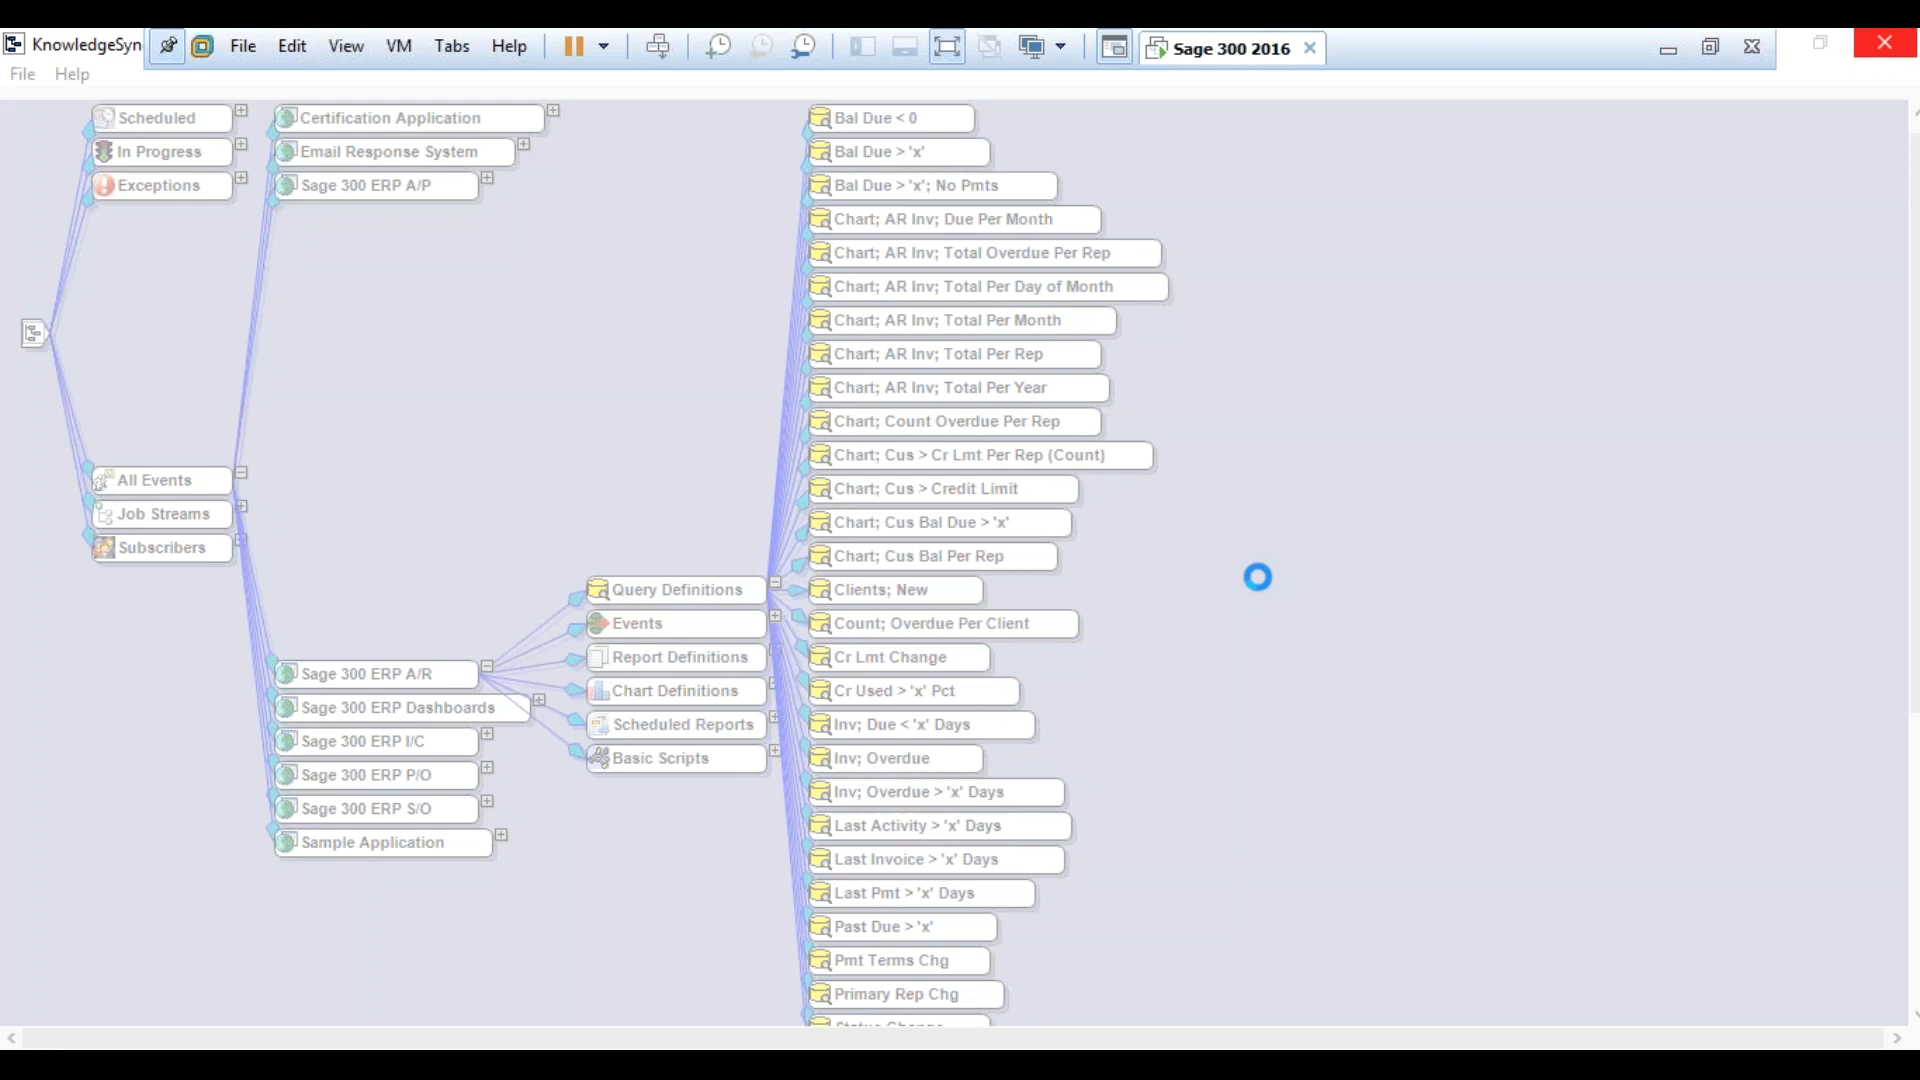 KnowledgeSyn
File Edit View VM Tabs Help
Sage 300 2016
File Help
Scheduled
In Progress
Exceptions
All Events
Job Streams
Subscribers
Certification Application
Email Response System
Sage 300 ERP A/P
Sage 300 ERP A/R
Sage 300 ERP Dashboards
Sage 300 ERP I/C
Sage 300 ERP P/O
Sage 300 ERP S/O
Sample Application
Query Definitions
Events
Report Definitions
Chart Definitions
Scheduled Reports
Basic Scripts
Bal Due < 0
Bal Due > 'x'
Bal Due > 'x'; No Pmts
Chart; AR Inv; Due Per Month
Chart; AR Inv; Total Overdue Per Rep
Chart; AR Inv; Total Per Day of Month
Chart; AR Inv; Total Per Month
Chart; AR Inv; Total Per Rep
Chart; AR Inv; Total Per Year
Chart; Count Overdue Per Rep
Chart; Cus > Cr Lmt Per Rep (Count)
Chart; Cus > Credit Limit
Chart; Cus Bal Due > 'x'
Chart; Cus Bal Per Rep
Clients; New
Count; Overdue Per Client
Cr Lmt Change
Cr Used > 'x' Pct
Inv; Due < 'x' Days
Inv; Overdue
Inv; Overdue > 'x' Days
Last Activity > 'x' Days
Last Invoice > 'x' Days
Last Pmt > 'x' Days
Past Due > 'x'
Pmt Terms Chg
Primary Rep Chg
Status Change